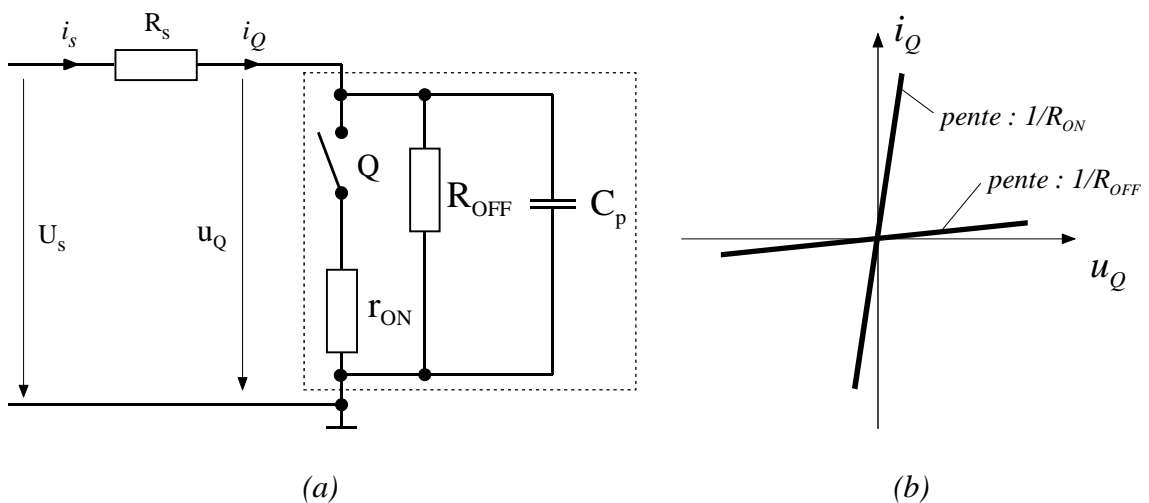 i_s
R_s
i_Q
U_s
u_Q
Q
r_ON
R_OFF
C_p
(a)
i_Q
pente : 1/R_ON
pente : 1/R_OFF
u_Q
(b)